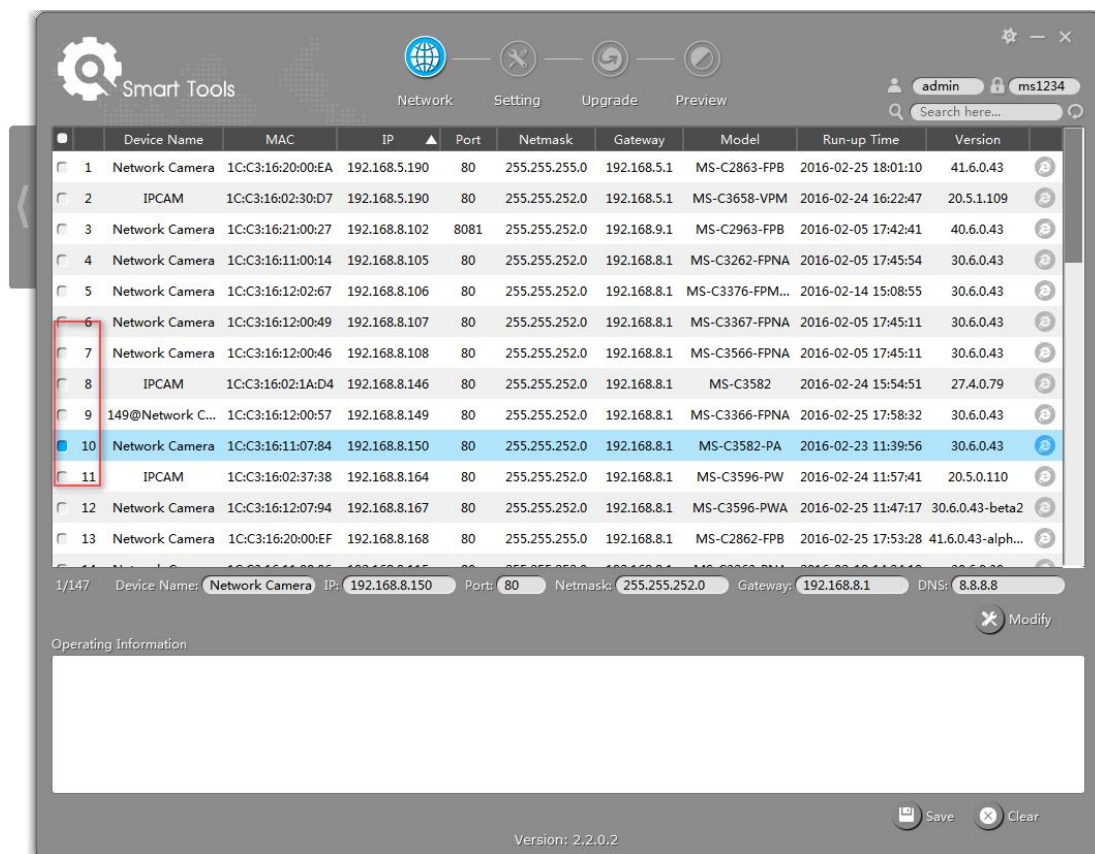 Smart Tools
Network Setting Upgrade Preview
admin ms1234
Search here...
Device Name MAC IP Port Netmask Gateway Model Run-up Time Version
1 Network Camera 1C:C3:16:20:00:EA 192.168.5.190 80 255.255.255.0 192.168.5.1 MS-C2863-FPB 2016-02-25 18:01:10 41.6.0.43
2 IPCAM 1C:C3:16:02:30:D7 192.168.5.190 80 255.255.255.0 192.168.5.1 MS-C3658-VPM 2016-02-24 16:22:47 20.5.1.109
3 Network Camera 1C:C3:16:21:00:27 192.168.8.102 8081 255.255.252.0 192.168.9.1 MS-C2963-FPB 2016-02-05 17:42:41 40.6.0.43
4 Network Camera 1C:C3:16:11:00:14 192.168.8.105 80 255.255.252.0 192.168.8.1 MS-C3262-FPNA 2016-02-05 17:45:54 30.6.0.43
5 Network Camera 1C:C3:16:12:02:67 192.168.8.106 80 255.255.252.0 192.168.8.1 MS-C3376-FPM... 2016-02-14 15:08:55 30.6.0.43
6 Network Camera 1C:C3:16:12:00:49 192.168.8.107 80 255.255.252.0 192.168.8.1 MS-C3367-FPNA 2016-02-05 17:45:11 30.6.0.43
7 Network Camera 1C:C3:16:12:00:46 192.168.8.108 80 255.255.252.0 192.168.8.1 MS-C3566-FPNA 2016-02-05 17:45:11 30.6.0.43
8 IPCAM 1C:C3:16:02:1A:D4 192.168.8.146 80 255.255.252.0 192.168.8.1 MS-C3582 2016-02-24 15:54:51 27.4.0.79
9 149@Network C... 1C:C3:16:12:00:57 192.168.8.149 80 255.255.252.0 192.168.8.1 MS-C3366-FPNA 2016-02-25 17:58:32 30.6.0.43
10 Network Camera 1C:C3:16:11:07:84 192.168.8.150 80 255.255.252.0 192.168.8.1 MS-C3582-PA 2016-02-23 11:39:56 30.6.0.43
11 IPCAM 1C:C3:16:02:37:38 192.168.8.164 80 255.255.252.0 192.168.8.1 MS-C3596-PW 2016-02-24 11:57:41 20.5.0.110
12 Network Camera 1C:C3:16:12:07:94 192.168.8.167 80 255.255.252.0 192.168.8.1 MS-C3596-PWA 2016-02-25 11:47:17 30.6.0.43-beta2
13 Network Camera 1C:C3:16:20:00:EF 192.168.8.168 80 255.255.252.0 192.168.8.1 MS-C2862-FPB 2016-02-25 17:53:28 41.6.0.43-alph...
1/147 Device Name: Network Camera IP: 192.168.8.150 Port: 80 Netmask: 255.255.252.0 Gateway: 192.168.8.1 DNS: 8.8.8.8
Modify
Operating Information
Save Clear
Version: 2.2.0.2